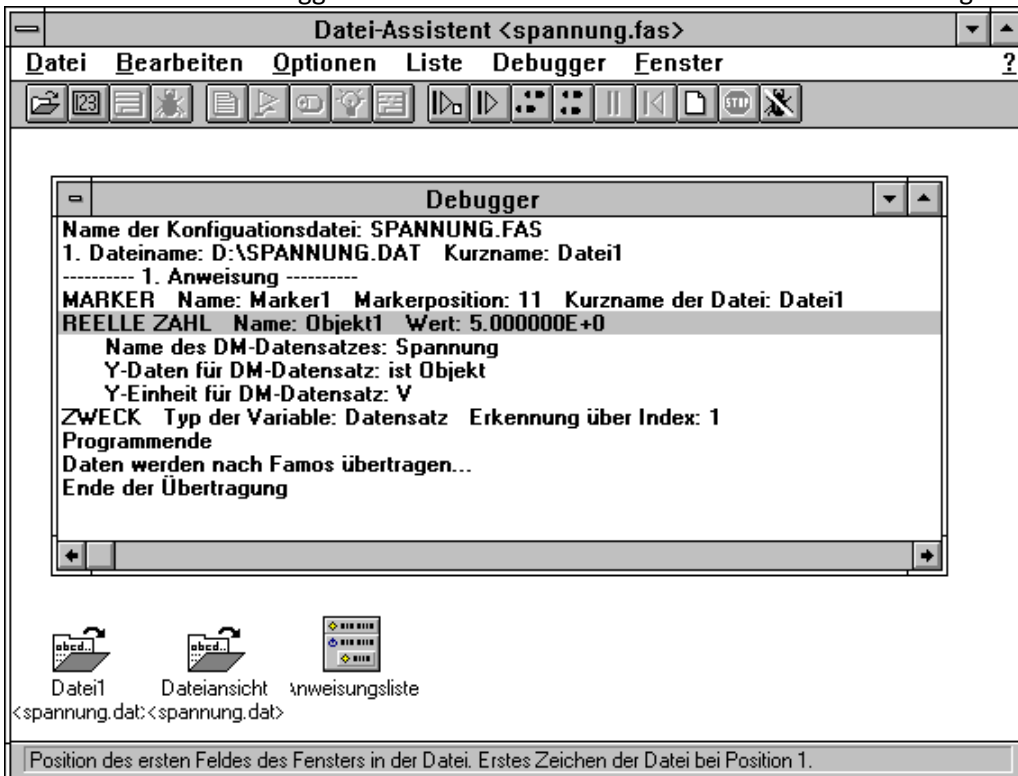 Datei-Assistent <spannung.fas>
Datei Bearbeiten Optionen Liste Debugger Fenster ?
123 STOP
Debugger
Name der Konfiguationsdatei: SPANNUNG.FAS
1. Dateiname: D:\SPANNUNG.DAT Kurzname: Datei1
---------- 1. Anweisung ----------
MARKER Name: Marker1 Markerposition: 11 Kurzname der Datei: Datei1
REELLE ZAHL Name: Objekt1 Wert: 5.000000E+0
Name des DM-Datensatzes: Spannung
Y-Daten für DM-Datensatz: ist Objekt
Y-Einheit für DM-Datensatz: V
ZWECK Typ der Variable: Datensatz Erkennung über Index: 1
Programmende
Daten werden nach Famos übertragen...
Ende der Übertragung
abcd.. abcd..
Datei1 Dateiansicht Anweisungsliste
<spannung.dat> <spannung.dat>
Position des ersten Feldes des Fensters in der Datei. Erstes Zeichen der Datei bei Position 1.